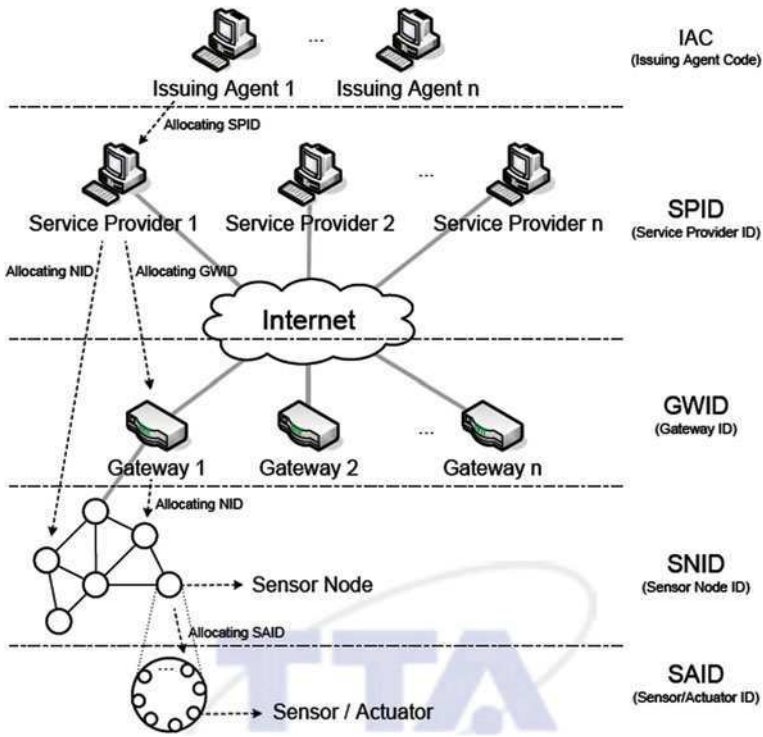 IAC
(Issuing Agent Code)
...
Issuing Agent 1
Issuing Agent n
Allocating SPID
...
Service Provider 1
Service Provider 2
Service Provider n
SPID
(Service Provider ID)
Allocating NID
Allocating GWID
Internet
GWID
(Gateway ID)
...
Gateway 1
Gateway 2
Gateway n
Allocating NID
SNID
(Sensor Node ID)
Sensor Node
Allocating SAID
TTA
SAID
(Sensor/Actuator ID)
...
Sensor / Actuator